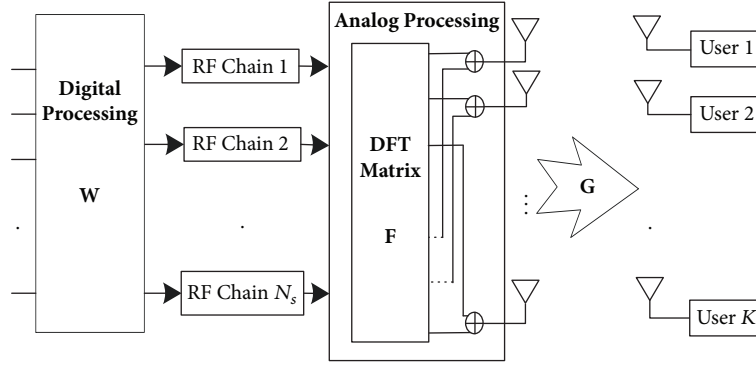 Analog Processing
Digital
Processing
W
RF Chain 1
RF Chain 2
RF Chain Nₛ
DFT
Matrix
F
G
User 1
User 2
User K